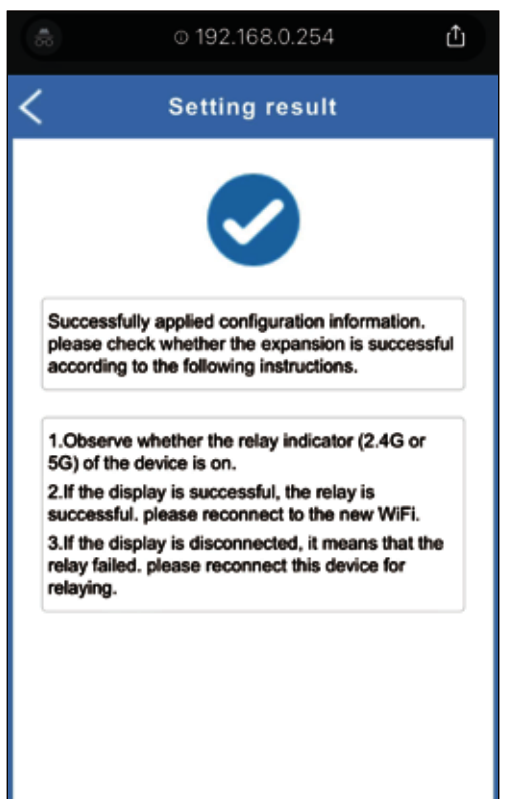 192.168.0.254
Setting result
Successfully applied configuration information.
please check whether the expansion is successful
according to the following instructions.
1.Observe whether the relay indicator (2.4G or
5G) of the device is on.
2.If the display is successful, the relay is
successful. please reconnect to the new WiFi.
3.If the display is disconnected, it means that the
relay failed. please reconnect this device for
relaying.